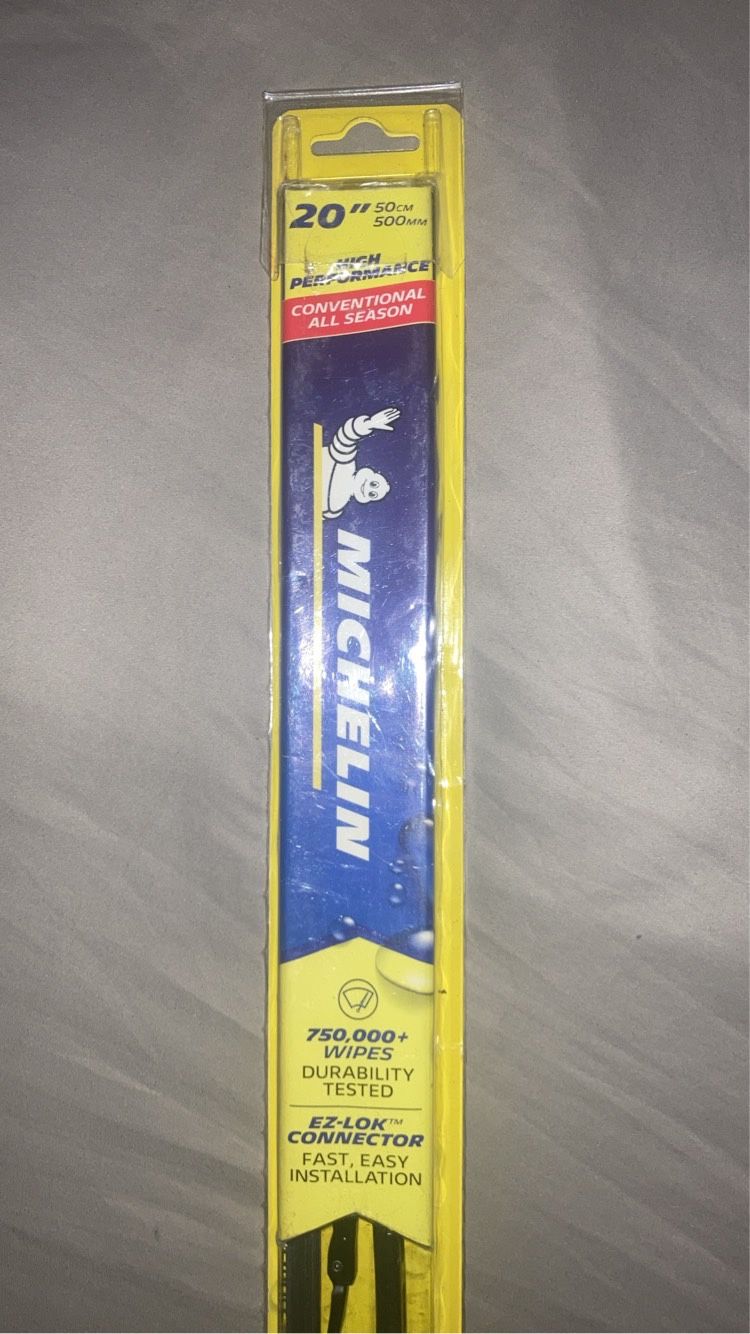 20" 50CM
500MM
HIGH
PERFORMANCE
CONVENTIONAL
ALL SEASON
MICHELIN
750,000+
WIPES
DURABILITY
TESTED
EZ-LOK™
CONNECTOR
FAST, EASY
INSTALLATION